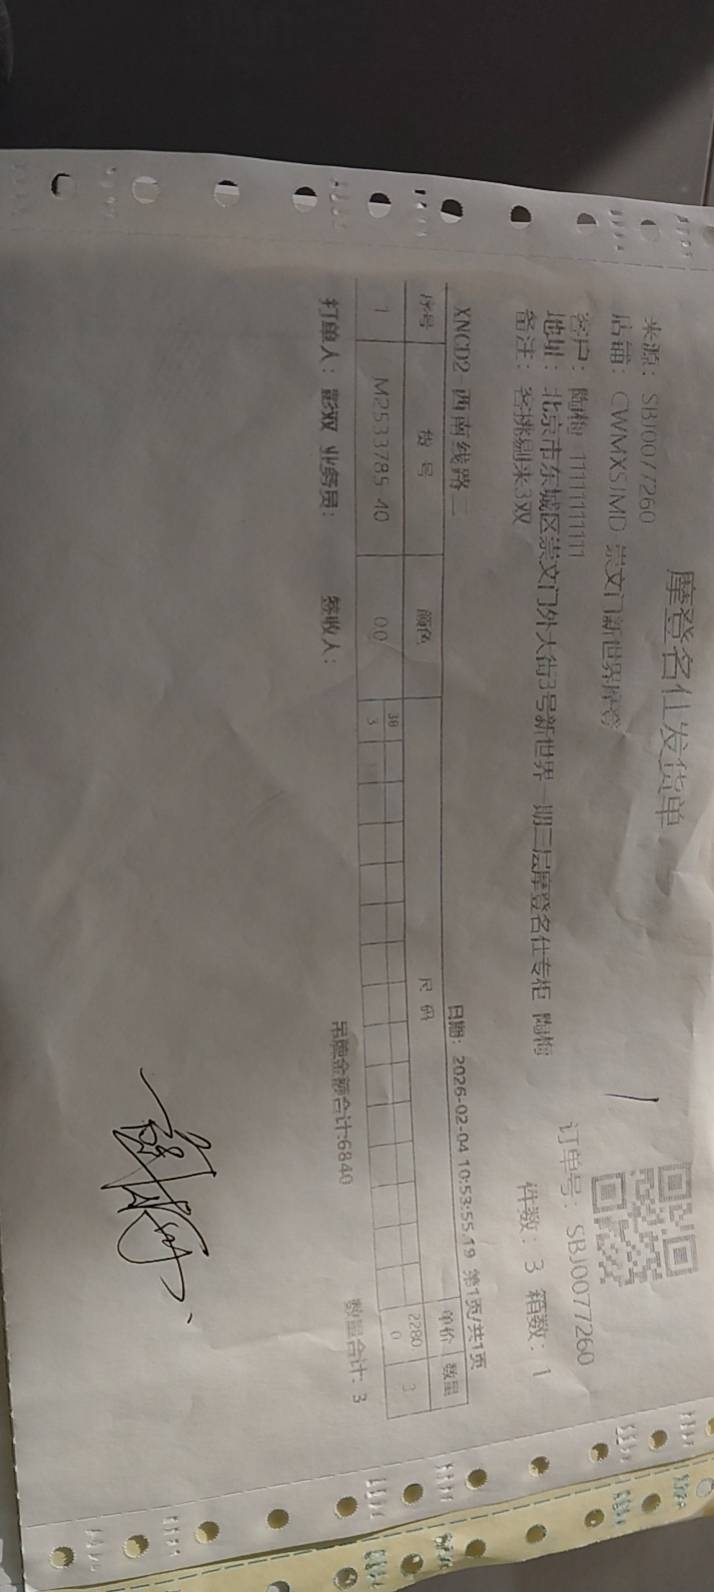 摩登名仕发货单
来源：SBJ0077260
订单号：SBJ0077260
店铺：CWMXSJMD 崇文门新世界摩登
件数：3 箱数：1
客户：陶梅 11111111111
地址：北京市东城区崇文门外大街3号新世界一期三层摩登名仕专柜 陶梅
备注：客挑剔来3双
XNCD2-西南线路二 日期：2026-02-04 10:53:55.19 第1页/共1页
序号 货号 颜色 尺码 单价 数量
1 M2533785-40 00 38 2280.0 3
3
吊牌金额合计:6840 数量合计: 3
打单人：彭双 业务员： 签收人：